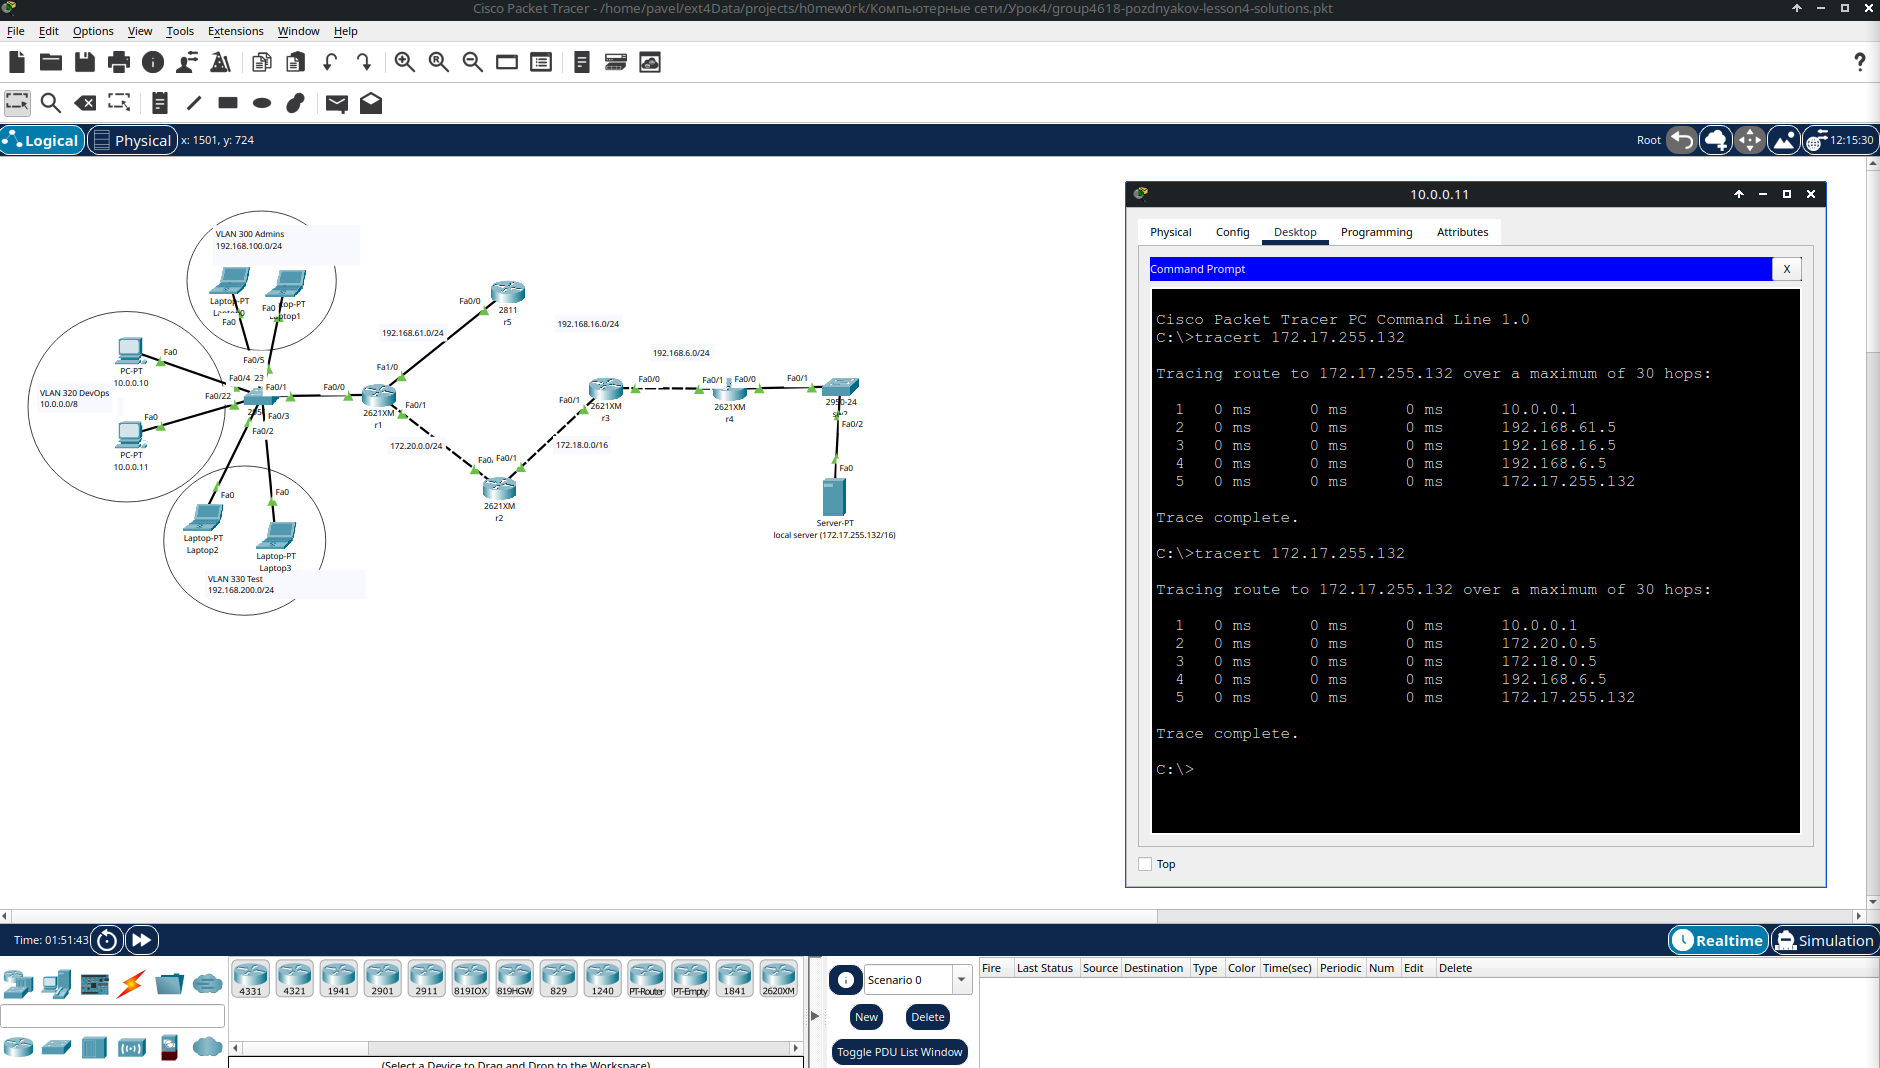 Cisco Packet Tracer - /home/pavel/ext4Data/projects/h0mew0rk/Компьютерные сети/Урок4/group4618-pozdnyakov-lesson4-solutions.pkt
File Edit Options View Tools Extensions Window Help
Logical Physical x: 1501, y: 724
Root 12:15:30
VLAN 300 Admins
192.168.100.0/24
Laptop-PT
Fa0
Fa0
Fa0/5
VLAN 320 DevOps
10.0.0.0/8
PC-PT
10.0.0.10
Fa0
PC-PT
10.0.0.11
Fa0
Fa0/4 23
Fa0/22
Fa0/1
Fa0/3
Fa0/2
Fa0
Laptop-PT
Laptop2
Fa0
Laptop-PT
Laptop3
VLAN 330 Test
192.168.200.0/24
Fa0/0
2621XM
r1
Fa1/0
Fa0/1
192.168.61.0/24
Fa0/0
2811
r5
192.168.16.0/24
172.20.0.0/24
Fa0/1
2621XM
r2
172.18.0.0/16
Fa0/1
2621XM
r3
Fa0/0
192.168.6.0/24
Fa0/1
Fa0/0
2621XM
r4
Fa0/1
2950-24
Fa0/2
Fa0
Server-PT
local server (172.17.255.132/16)
10.0.0.11
Physical Config Desktop Programming Attributes
Command Prompt
X
Cisco Packet Tracer PC Command Line 1.0
C:\>tracert 172.17.255.132
Tracing route to 172.17.255.132 over a maximum of 30 hops:
1 0 ms 0 ms 0 ms 10.0.0.1
2 0 ms 0 ms 0 ms 192.168.61.5
3 0 ms 0 ms 0 ms 192.168.16.5
4 0 ms 0 ms 0 ms 192.168.6.5
5 0 ms 0 ms 0 ms 172.17.255.132
Trace complete.
C:\>tracert 172.17.255.132
Tracing route to 172.17.255.132 over a maximum of 30 hops:
1 0 ms 0 ms 0 ms 10.0.0.1
2 0 ms 0 ms 0 ms 172.20.0.5
3 0 ms 0 ms 0 ms 172.18.0.5
4 0 ms 0 ms 0 ms 192.168.6.5
5 0 ms 0 ms 0 ms 172.17.255.132
Trace complete.
C:\>
Top
Time: 01:51:43
Realtime Simulation
4331 4321 1941 2901 2911 819IOX 819HGW 829 1240 PT-Router PT-Empty 1841 2620XM
(Select a Device to Drag and Drop to the Workspace)
Scenario 0
New Delete
Toggle PDU List Window
Fire Last Status Source Destination Type Color Time(sec) Periodic Num Edit Delete